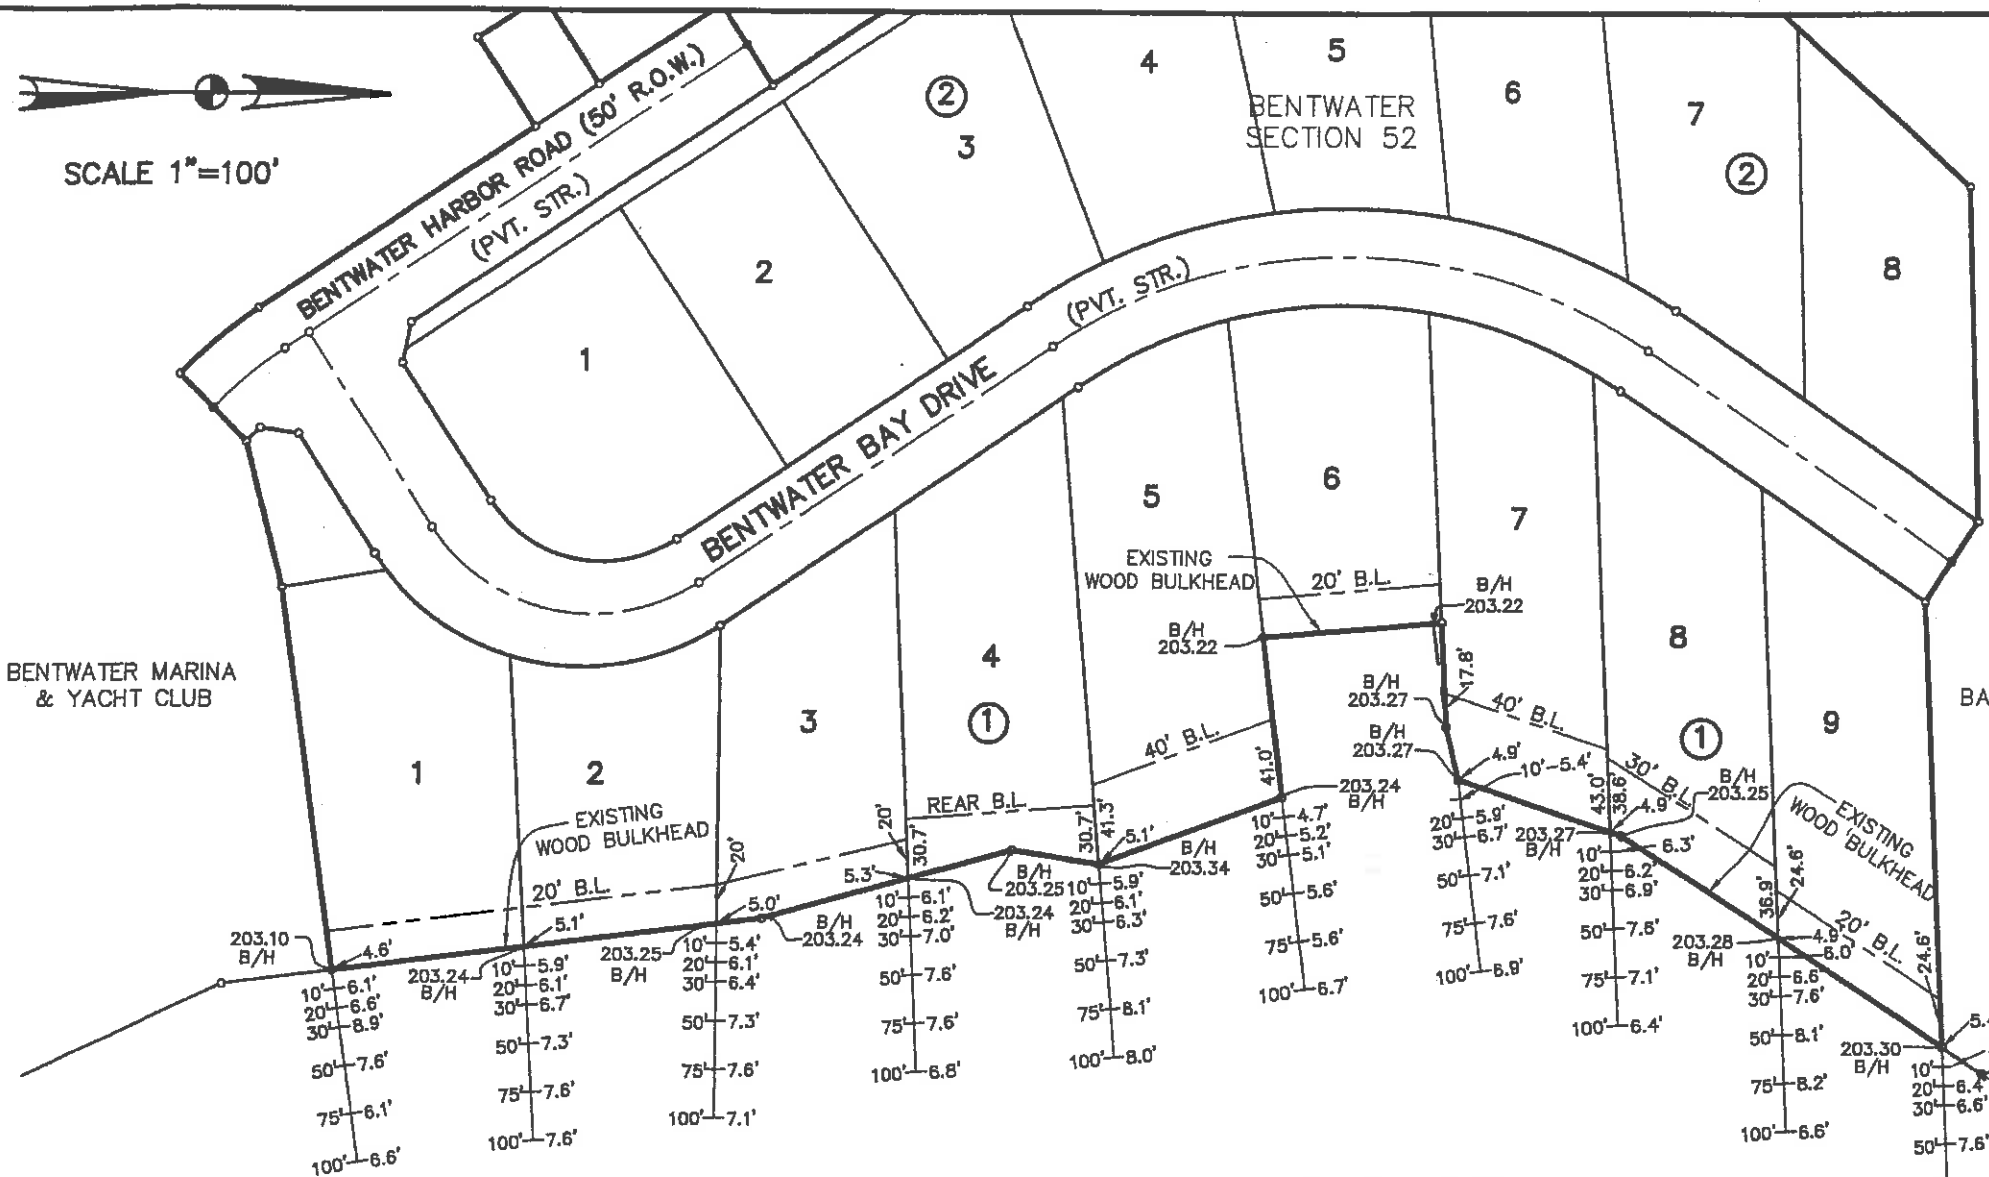 SCALE 1"=100'
BENTWATER HARBOR ROAD (50' R.O.W.)
(PVT. STR.)
②
3
4
5
BENTWATER
SECTION 52
6
7
②
8
1
2
BENTWATER BAY DRIVE
(PVT. STR.)
BENTWATER MARINA
& YACHT CLUB
1
2
3
4
①
5
6
7
8
①
9
BA
EXISTING
WOOD BULKHEAD
20' B.L.
B/H
203.22
B/H
203.22
17.8'
B/H
203.27
B/H
203.27
40' B.L.
40' B.L.
30' B.L.
20' B.L.
EXISTING
WOOD BULKHEAD
EXISTING
WOOD BULKHEAD
20' B.L.
20'
20'
REAR B.L.
30.7'
30.7'
41.3'
41.0'
43.0'
38.6'
36.9'
24.6'
24.6'
203.10
B/H
4.6'
10' 6.1'
20' 6.6'
30' 8.9'
50' 7.6'
75' 6.1'
100' 6.6'
203.24
B/H
5.1'
10' 5.9'
20' 6.1'
30' 6.7'
50' 7.3'
75' 7.6'
100' 7.6'
203.25
B/H
5.0'
10' 5.4'
20' 6.1'
30' 6.4'
50' 7.3'
75' 7.6'
100' 7.1'
B/H
203.24
5.3'
10' 6.1'
20' 6.2'
30' 7.0'
50' 7.6'
75' 7.6'
100' 6.8'
203.24
B/H
B/H
203.25
5.1'
B/H
203.34
10' 5.9'
20' 6.1'
30' 6.3'
50' 7.3'
75' 8.1'
100' 8.0'
203.24
B/H
10' 4.7'
20' 5.2'
30' 5.1'
50' 5.6'
75' 5.6'
100' 6.7'
4.9'
10'-5.4'
20' 5.9'
30' 6.7'
50' 7.1'
75' 7.6'
100' 6.9'
203.27
B/H
4.9'
B/H
203.25
10' 6.3'
20' 6.2'
30' 6.9'
50' 7.6'
75' 7.1'
100' 6.4'
203.28
B/H
4.9'
10' 6.0'
20' 6.6'
30' 7.6'
50' 8.1'
75' 8.2'
100' 6.6'
203.30
B/H
5.4
10'
20' 6.4'
30' 6.6'
50' 7.6'